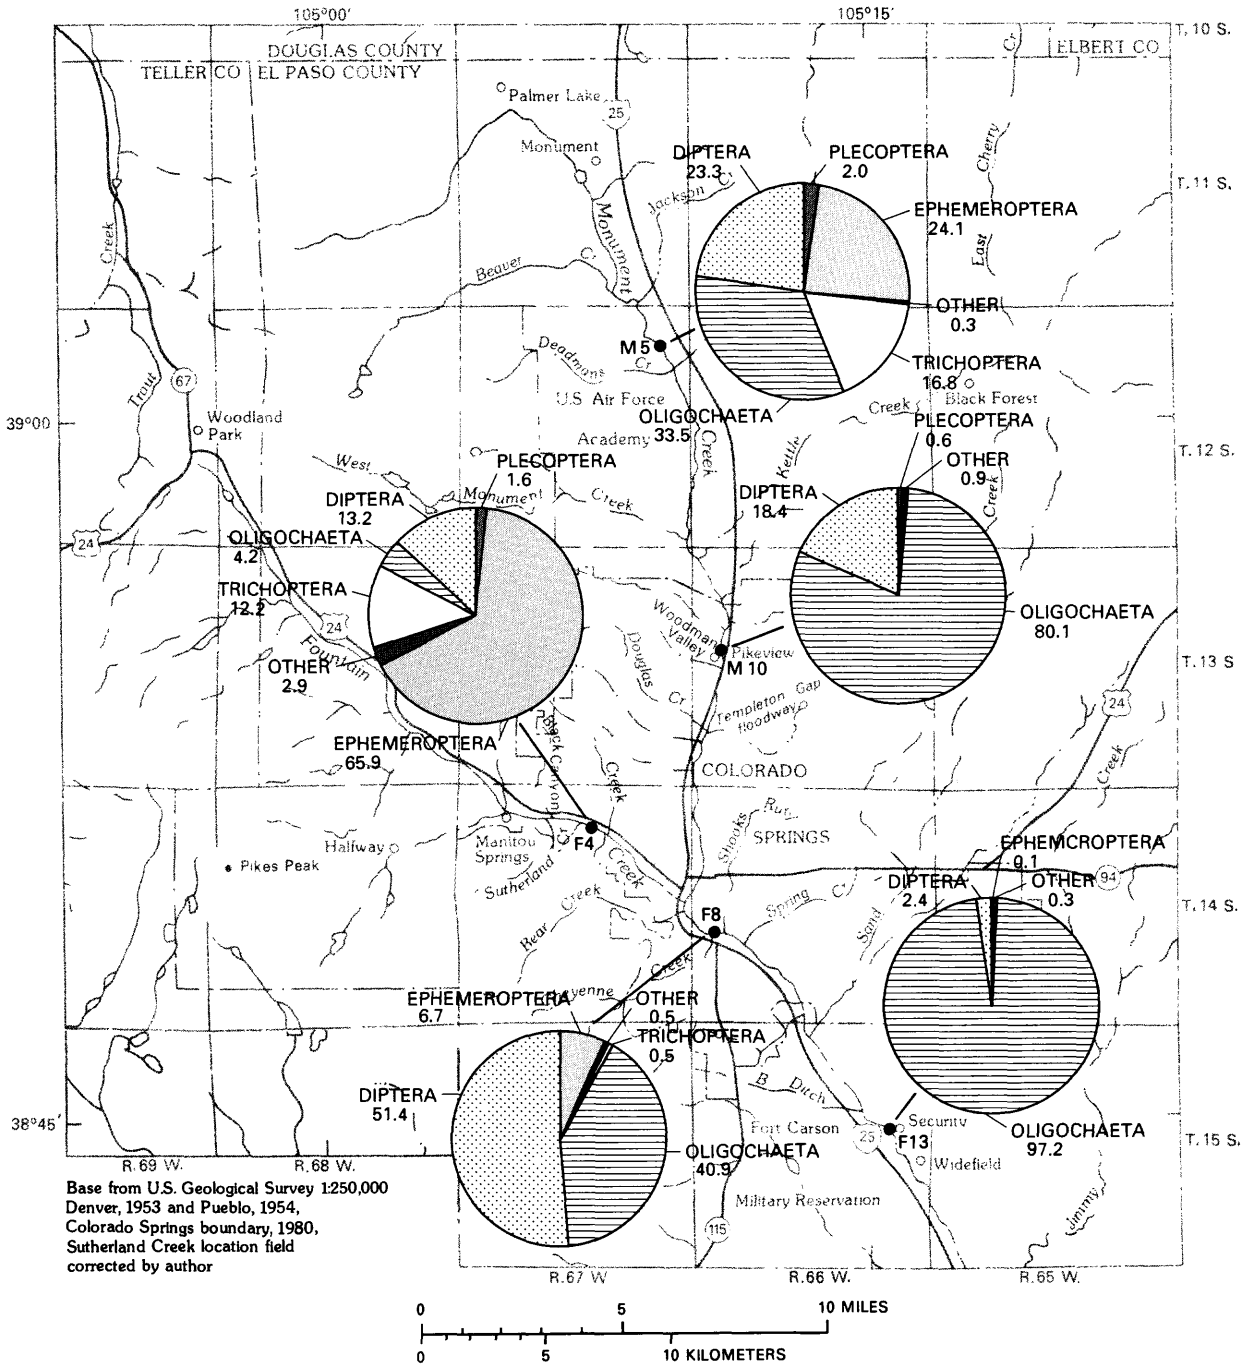 105°00'
105°15'
T. 10 S.
DOUGLAS COUNTY
ELBERT CO
TELLER CO
EL PASO COUNTY
Palmer Lake
25
Monument
Cherry
DIPTERA
23.3
PLECOPTERA
2.0
T. 11 S.
Jackson Cr
Monument
EPHEMEROPTERA
24.1
Creek
East
Beaver
Cr
OTHER
0.3
M 5
Deadmans
Cr
TRICHOPTERA
16.8
67
Trout
U.S. Air Force
Black Forest
Creek
OLIGOCHAETA
33.5
39°00'
Woodland
Park
PLECOPTERA
0.6
Academy
Creek
Kettle
T. 12 S.
West
PLECOPTERA
1.6
OTHER
0.9
Monument
Creek
DIPTERA
13.2
DIPTERA
18.4
Creek
24
OLIGOCHAETA
4.2
TRICHOPTERA
12.2
Woodman
Valley
OLIGOCHAETA
80.1
24
Fountain
Douglas
Pikeview
M 10
OTHER
2.9
T. 13 S
Cr
Templeton Gap
floodway
24
EPHEMEROPTERA
65.9
Black Canyon
Creek
COLORADO
Creek
Shooks Run
SPRINGS
Halfway
Manitou
Springs
Cr
F4
EPHEMCROPTERA
0.1
Pikes Peak
Sutherland
Creek
94
DIPTERA
2.4
OTHER
0.3
Bear
Creek
Spring Cr
Sand
T. 14 S.
F8
Creek
Cheyenne
EPHEMEROPTERA
6.7
OTHER
0.5
TRICHOPTERA
0.5
DIPTERA
51.4
B Ditch
38°45'
Fort Carson
25
Security
F13
OLIGOCHAETA
97.2
T. 15 S.
OLIGOCHAETA
40.9
Widefield
R. 69 W.
R. 68 W.
Military Reservation
Jimmy
115
Base from U.S. Geological Survey 1:250,000
Denver, 1953 and Pueblo, 1954,
Colorado Springs boundary, 1980,
Sutherland Creek location field
corrected by author
R. 67 W
R. 66 W.
R. 65 W.
0
5
10 MILES
0
5
10 KILOMETERS